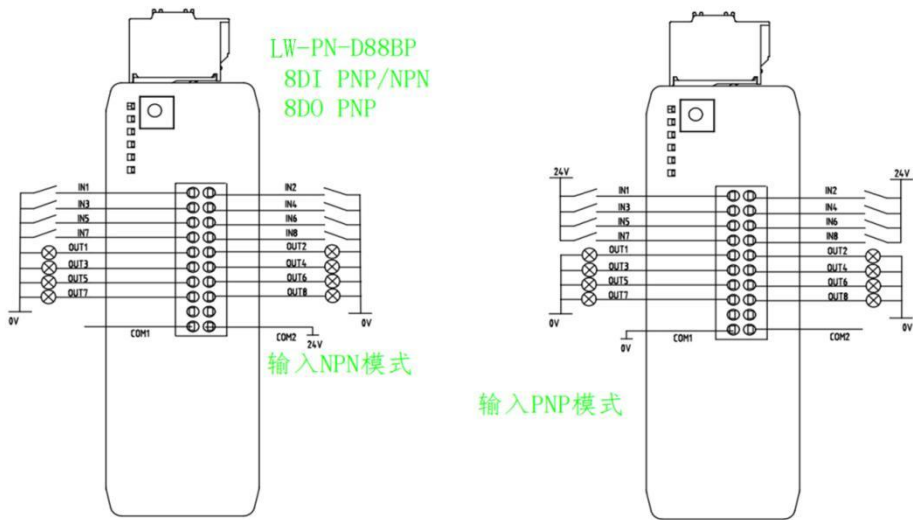 LW-PN-D88BP
8DI PNP/NPN
8DO PNP
IN1 IN2
IN3 IN4
IN5 IN6
IN7 IN8
OUT1 OUT2
OUT3 OUT4
OUT5 OUT6
OUT7 OUT8
0V 0V
COM1 COM2
24V
输入NPN模式
24V 24V
IN1 IN2
IN3 IN4
IN5 IN6
IN7 IN8
OUT1 OUT2
OUT3 OUT4
OUT5 OUT6
OUT7 OUT8
0V 0V
COM1 COM2
0V
输入PNP模式